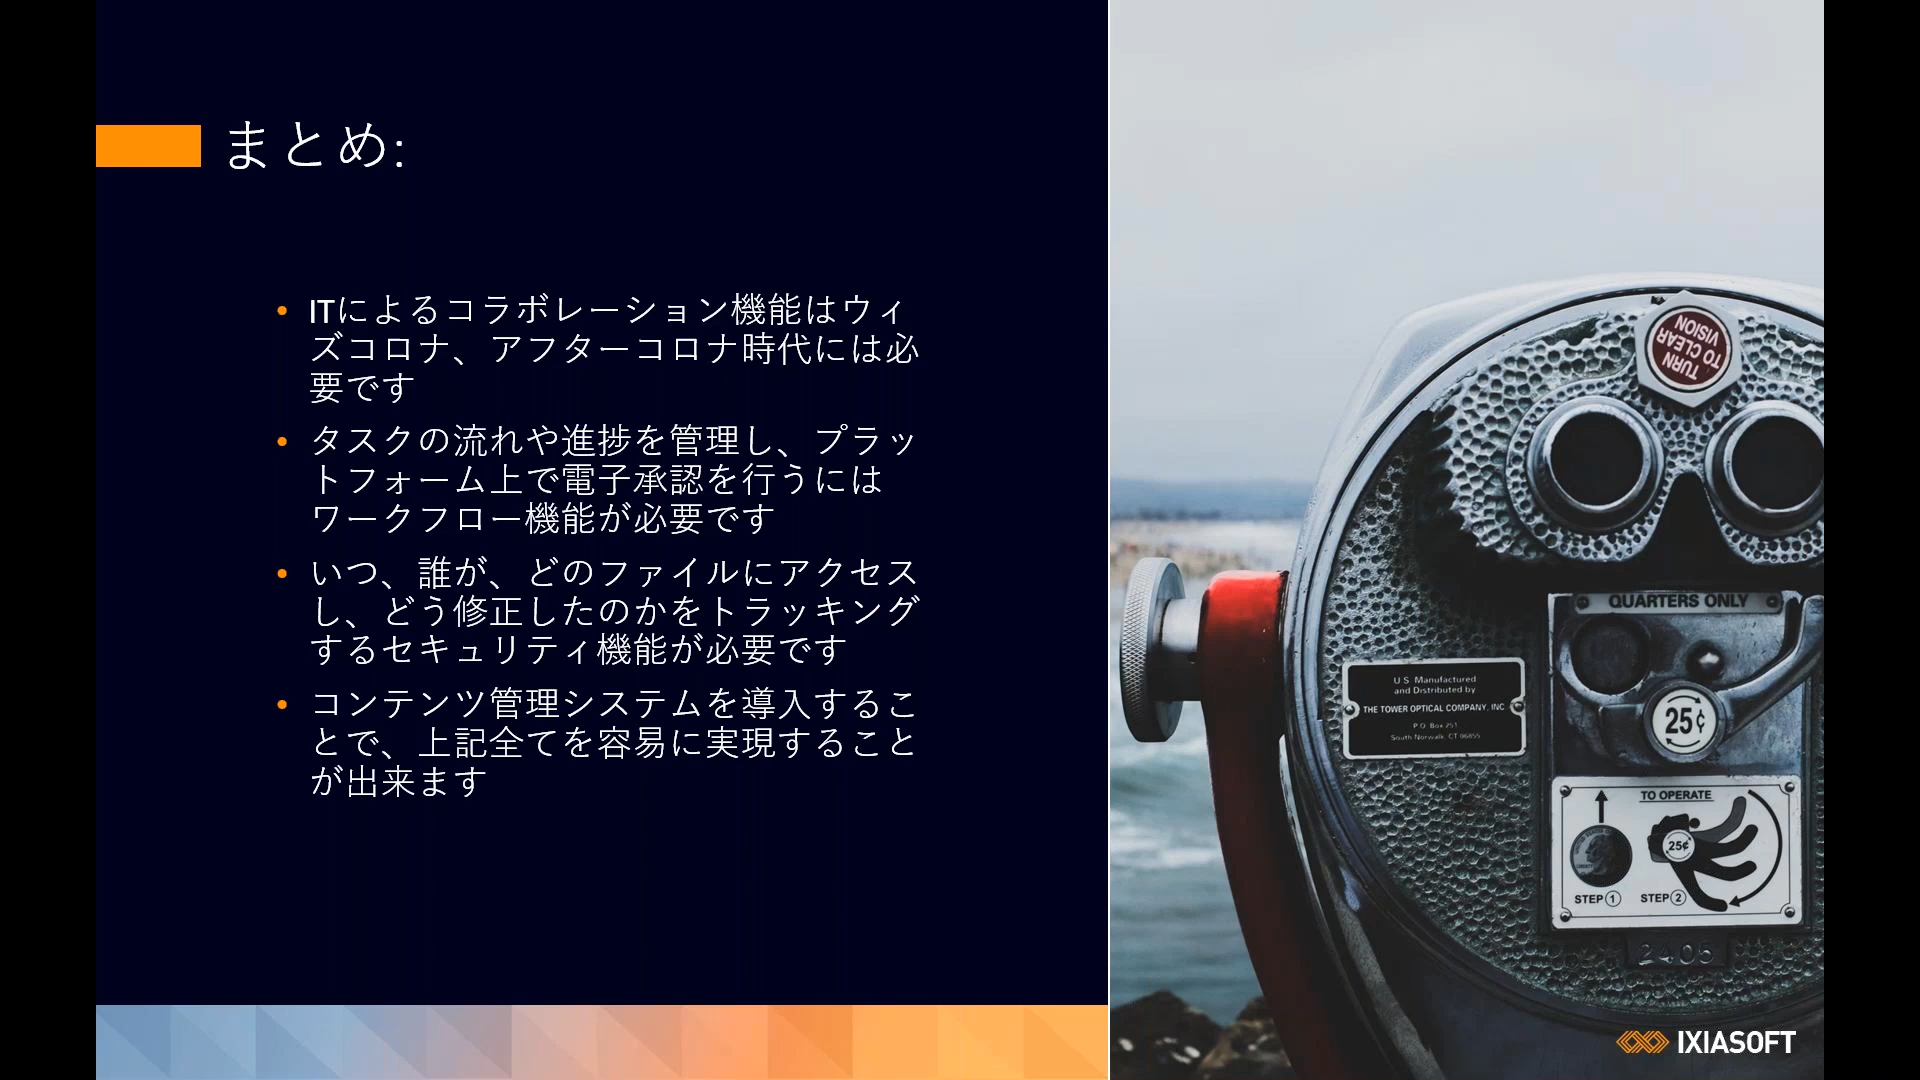 まとめ:
• ITによるコラボレーション機能はウィ
ズコロナ、アフターコロナ時代には必
要です
• タスクの流れや進捗を管理し、プラッ
トフォーム上で電子承認を行うには
ワークフロー機能が必要です
• いつ、誰が、どのファイルにアクセス
し、どう修正したのかをトラッキング
するセキュリティ機能が必要です
• コンテンツ管理システムを導入するこ
とで、上記全てを容易に実現すること
が出来ます
TURN
TO CLEAR
VISION
QUARTERS ONLY
U S Manufactured
and Distributed by
THE TOWER OPTICAL COMPANY, INC
P.O. Box 251
South Norwalk, CT 06855
25¢
TO OPERATE
25¢
STEP 1 STEP 2
2405
IXIASOFT